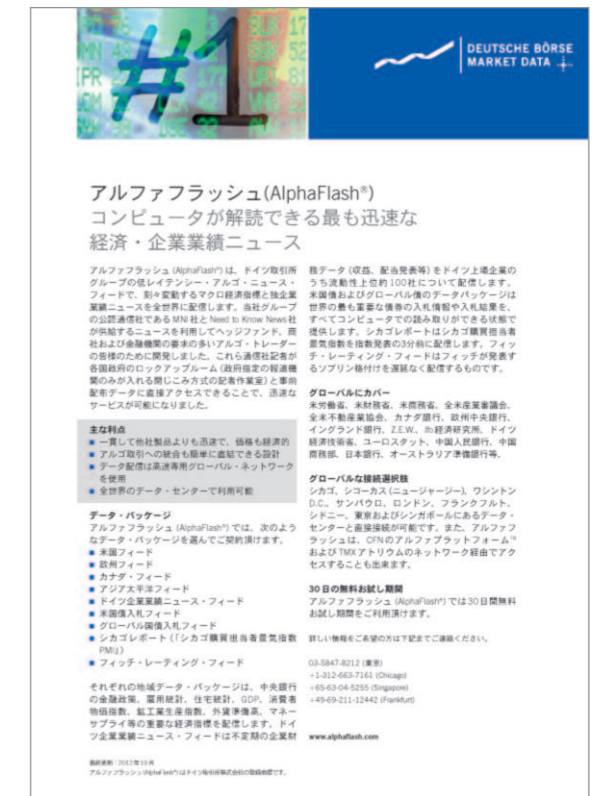 #1
DEUTSCHE BÖRSE
MARKET DATA
アルファフラッシュ(AlphaFlash®)
コンピュータが解読できる最も迅速な
経済・企業業績ニュース
アルファフラッシュ(AlphaFlash®)は、ドイツ取引所
グループの低レイテンシー・アルゴ・ニュース・
フィードで、刻々変動するマクロ経済指標と独企業
業績ニュースを全世界に配信します。当社グループ
の公認通信社であるMNI社とNeed to Know News社
が供給するニュースを利用してヘッジファンド、商
社および金融機関の要求の多いアルゴ・トレーダー
の皆様のために開発しました。これら通信社記者が
各国政府のロックアップルーム(政府指定の報道機
関のみが入れる閉じこみ方式の記者作業室)と事前
配布データに直接アクセスできることで、迅速な
サービスが可能になりました。
主な利点
一貫して他社製品よりも迅速で、価格も経済的
アルゴ取引への統合も簡単に直結できる設計
データ配信は高速専用グローバル・ネットワーク
を使用
全世界のデータ・センターで利用可能
データ・パッケージ
アルファフラッシュ(AlphaFlash®)では、次のよう
なデータ・パッケージを選んでご契約頂けます。
米国フィード
欧州フィード
カナダ・フィード
アジア太平洋フィード
ドイツ企業業績ニュース・フィード
米国債入札フィード
グローバル国債入札フィード
シカゴレポート(「シカゴ購買担当者景気指数
PMI」)
フィッチ・レーティング・フィード
それぞれの地域データ・パッケージは、中央銀行
の金融政策、雇用統計、住宅統計、GDP、消費者
物価指数、鉱工業生産指数、外貨準備高、マネー
サプライ等の重要な経済指標を配信します。ドイ
ツ企業業績ニュース・フィードは不定期の企業財
務データ(収益、配当発表等)をドイツ上場企業の
うち流動性上位約100社について配信します。
米国債およびグローバル債のデータパッケージは
世界の最も重要な債券の入札情報や入札結果を、
すべてコンピュータでの読み取りができる状態で
提供します。シカゴレポートはシカゴ購買担当者
景気指数を指数発表の3分前に配信します。フィッ
チ・レーティング・フィードはフィッチが発表す
るソブリン格付けを遅延なく配信するものです。
グローバルにカバー
米労働省、米財務省、米商務省、全米産業審議会、
全米不動産業協会、カナダ銀行、欧州中央銀行、
イングランド銀行、Z.E.W.、ifo経済研究所、ドイツ
経済技術省、ユーロスタット、中国人民銀行、中国
商務部、日本銀行、オーストラリア準備銀行等。
グローバルな接続選択肢
シカゴ、シコーカス(ニュージャージー)、ワシントン
D.C.、サンパウロ、ロンドン、フランクフルト、
シドニー、東京およびシンガポールにあるデータ・
センターと直接接続が可能です。また、アルファフ
ラッシュは、CFNのアルファプラットフォーム™
およびTMXアトリウムのネットワーク経由でアク
セスすることも出来ます。
30日の無料お試し期間
アルファフラッシュ(AlphaFlash®)では30日間無料
お試し期間をご利用頂けます。
詳しい情報をご希望の方は下記までご連絡ください。
03-5847-8212 (東京)
+1-312-663-7161 (Chicago)
+65-63-04-5255 (Singapore)
+49-69-211-12442 (Frankfurt)
www.alphaflash.com
最終更新:2012年10月
アルファフラッシュ(AlphaFlash®)はドイツ取引所株式会社の登録商標です。